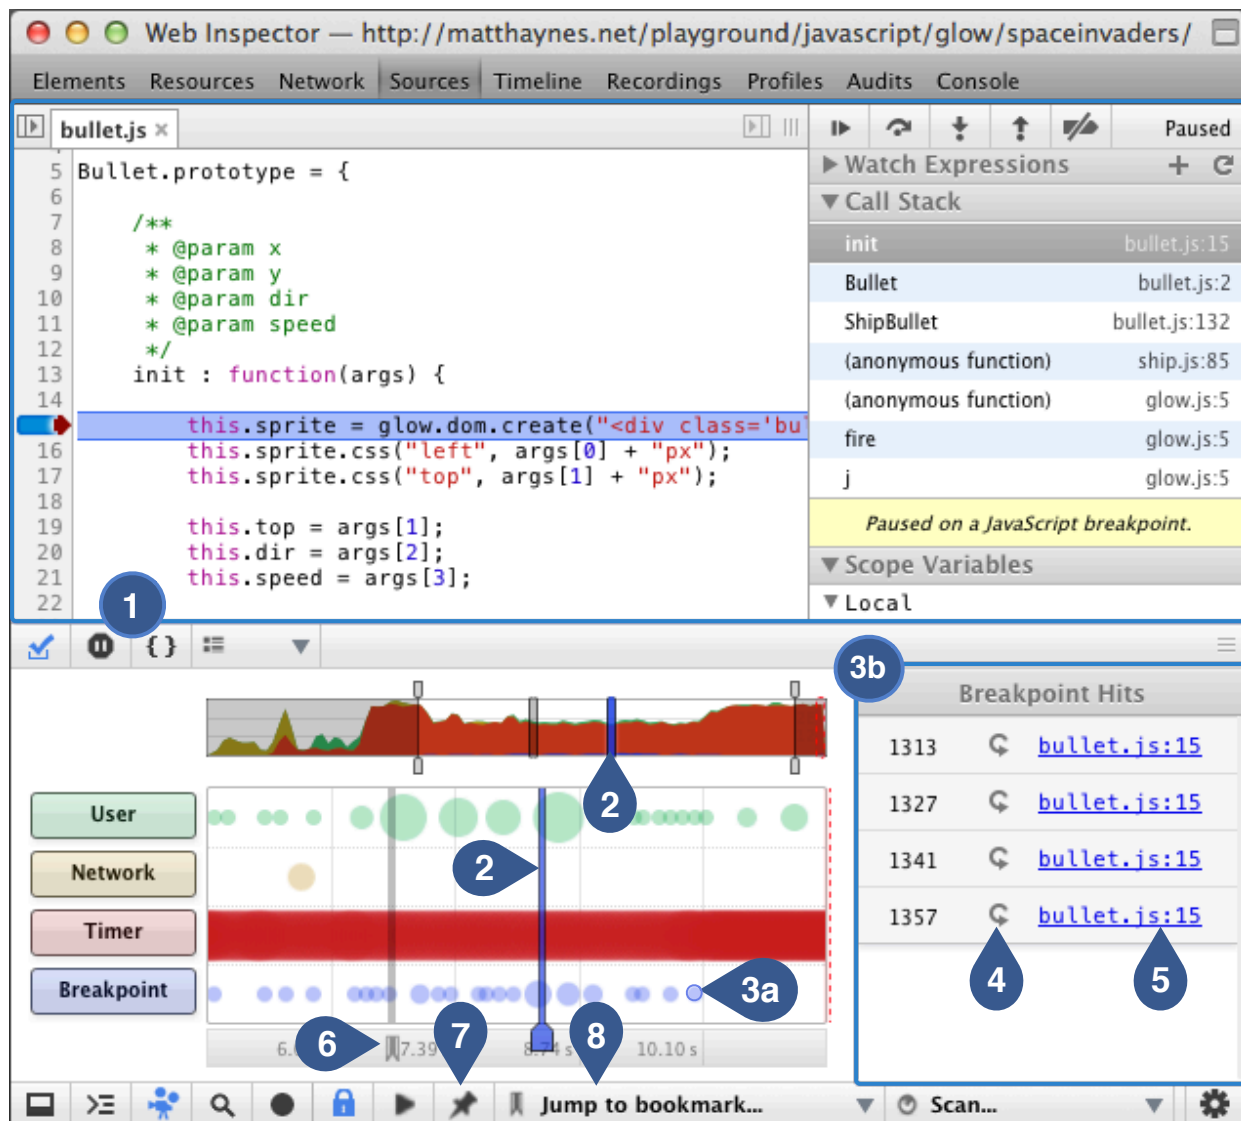 Web Inspector — http://matthaynes.net/playground/javascript/glow/spaceinvaders/
Elements Resources Network Sources Timeline Recordings Profiles Audits Console
bullet.js ×
Paused
5 Bullet.prototype = {
6
7 /**
8 * @param x
9 * @param y
10 * @param dir
11 * @param speed
12 */
13 init : function(args) {
14
this.sprite = glow.dom.create("<div class='bul
16 this.sprite.css("left", args[0] + "px");
17 this.sprite.css("top", args[1] + "px");
18
19 this.top = args[1];
20 this.dir = args[2];
21 this.speed = args[3];
22
Watch Expressions + C
Call Stack
init bullet.js:15
Bullet bullet.js:2
ShipBullet bullet.js:132
(anonymous function) ship.js:85
(anonymous function) glow.js:5
fire glow.js:5
j glow.js:5
Paused on a JavaScript breakpoint.
Scope Variables
Local
1
{ }
2
2
User
Network
Timer
Breakpoint
3a
6
7.39
7
8.74 s
8
10.10 s
3b
Breakpoint Hits
1313 bullet.js:15
1327 bullet.js:15
1341 bullet.js:15
1357 bullet.js:15
4
5
Jump to bookmark...
Scan...